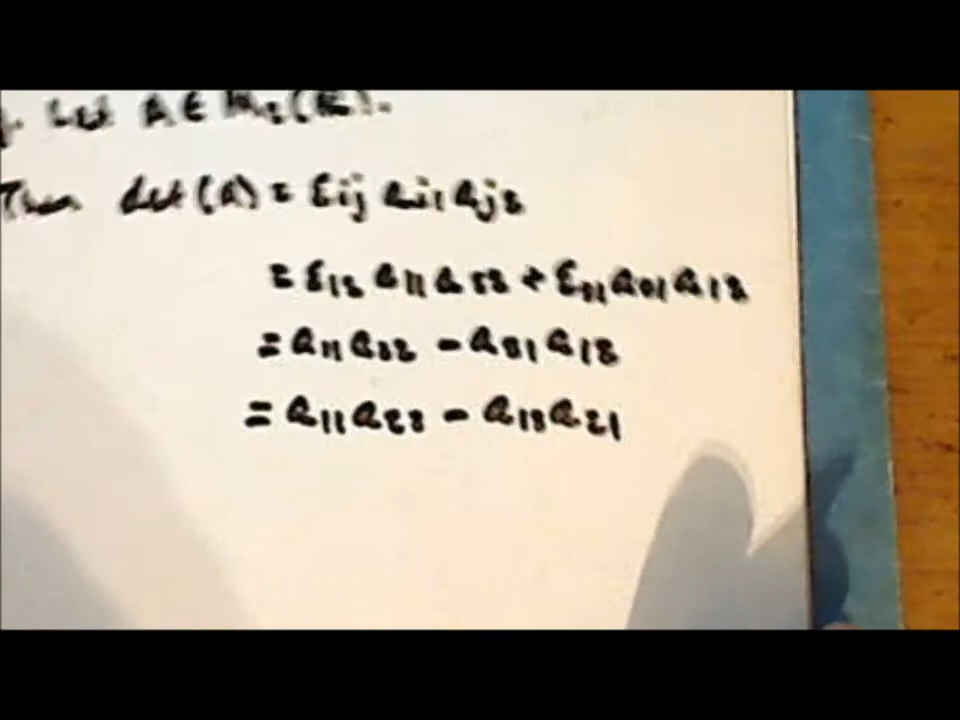 . Let A ∈ M₂(R).
Then det(A) = εij ai1 aj2
= ε12 a11 a22 + ε21 a21 a12
= a11 a22 - a21 a12
= a11 a22 - a12 a21